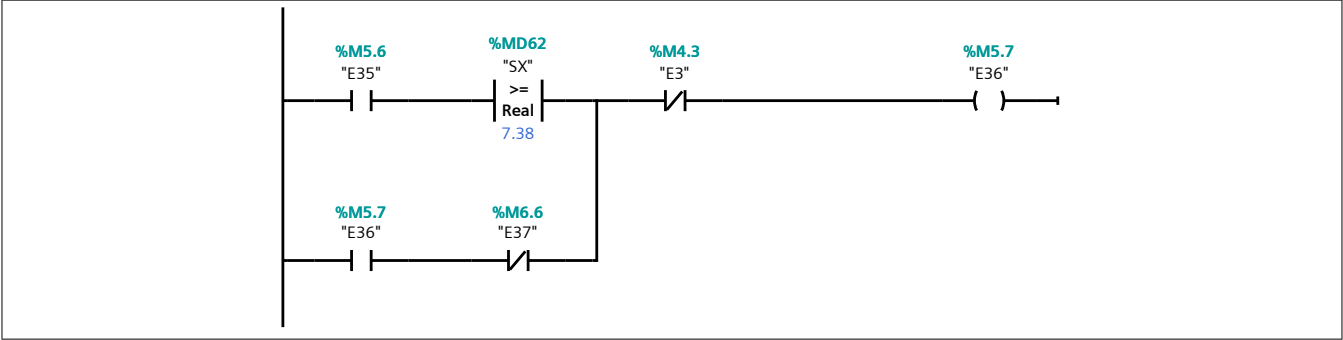 %M5.6
"E35"
%MD62
"SX"
>=
Real
7.38
%M4.3
"E3"
%M5.7
"E36"
%M5.7
"E36"
%M6.6
"E37"